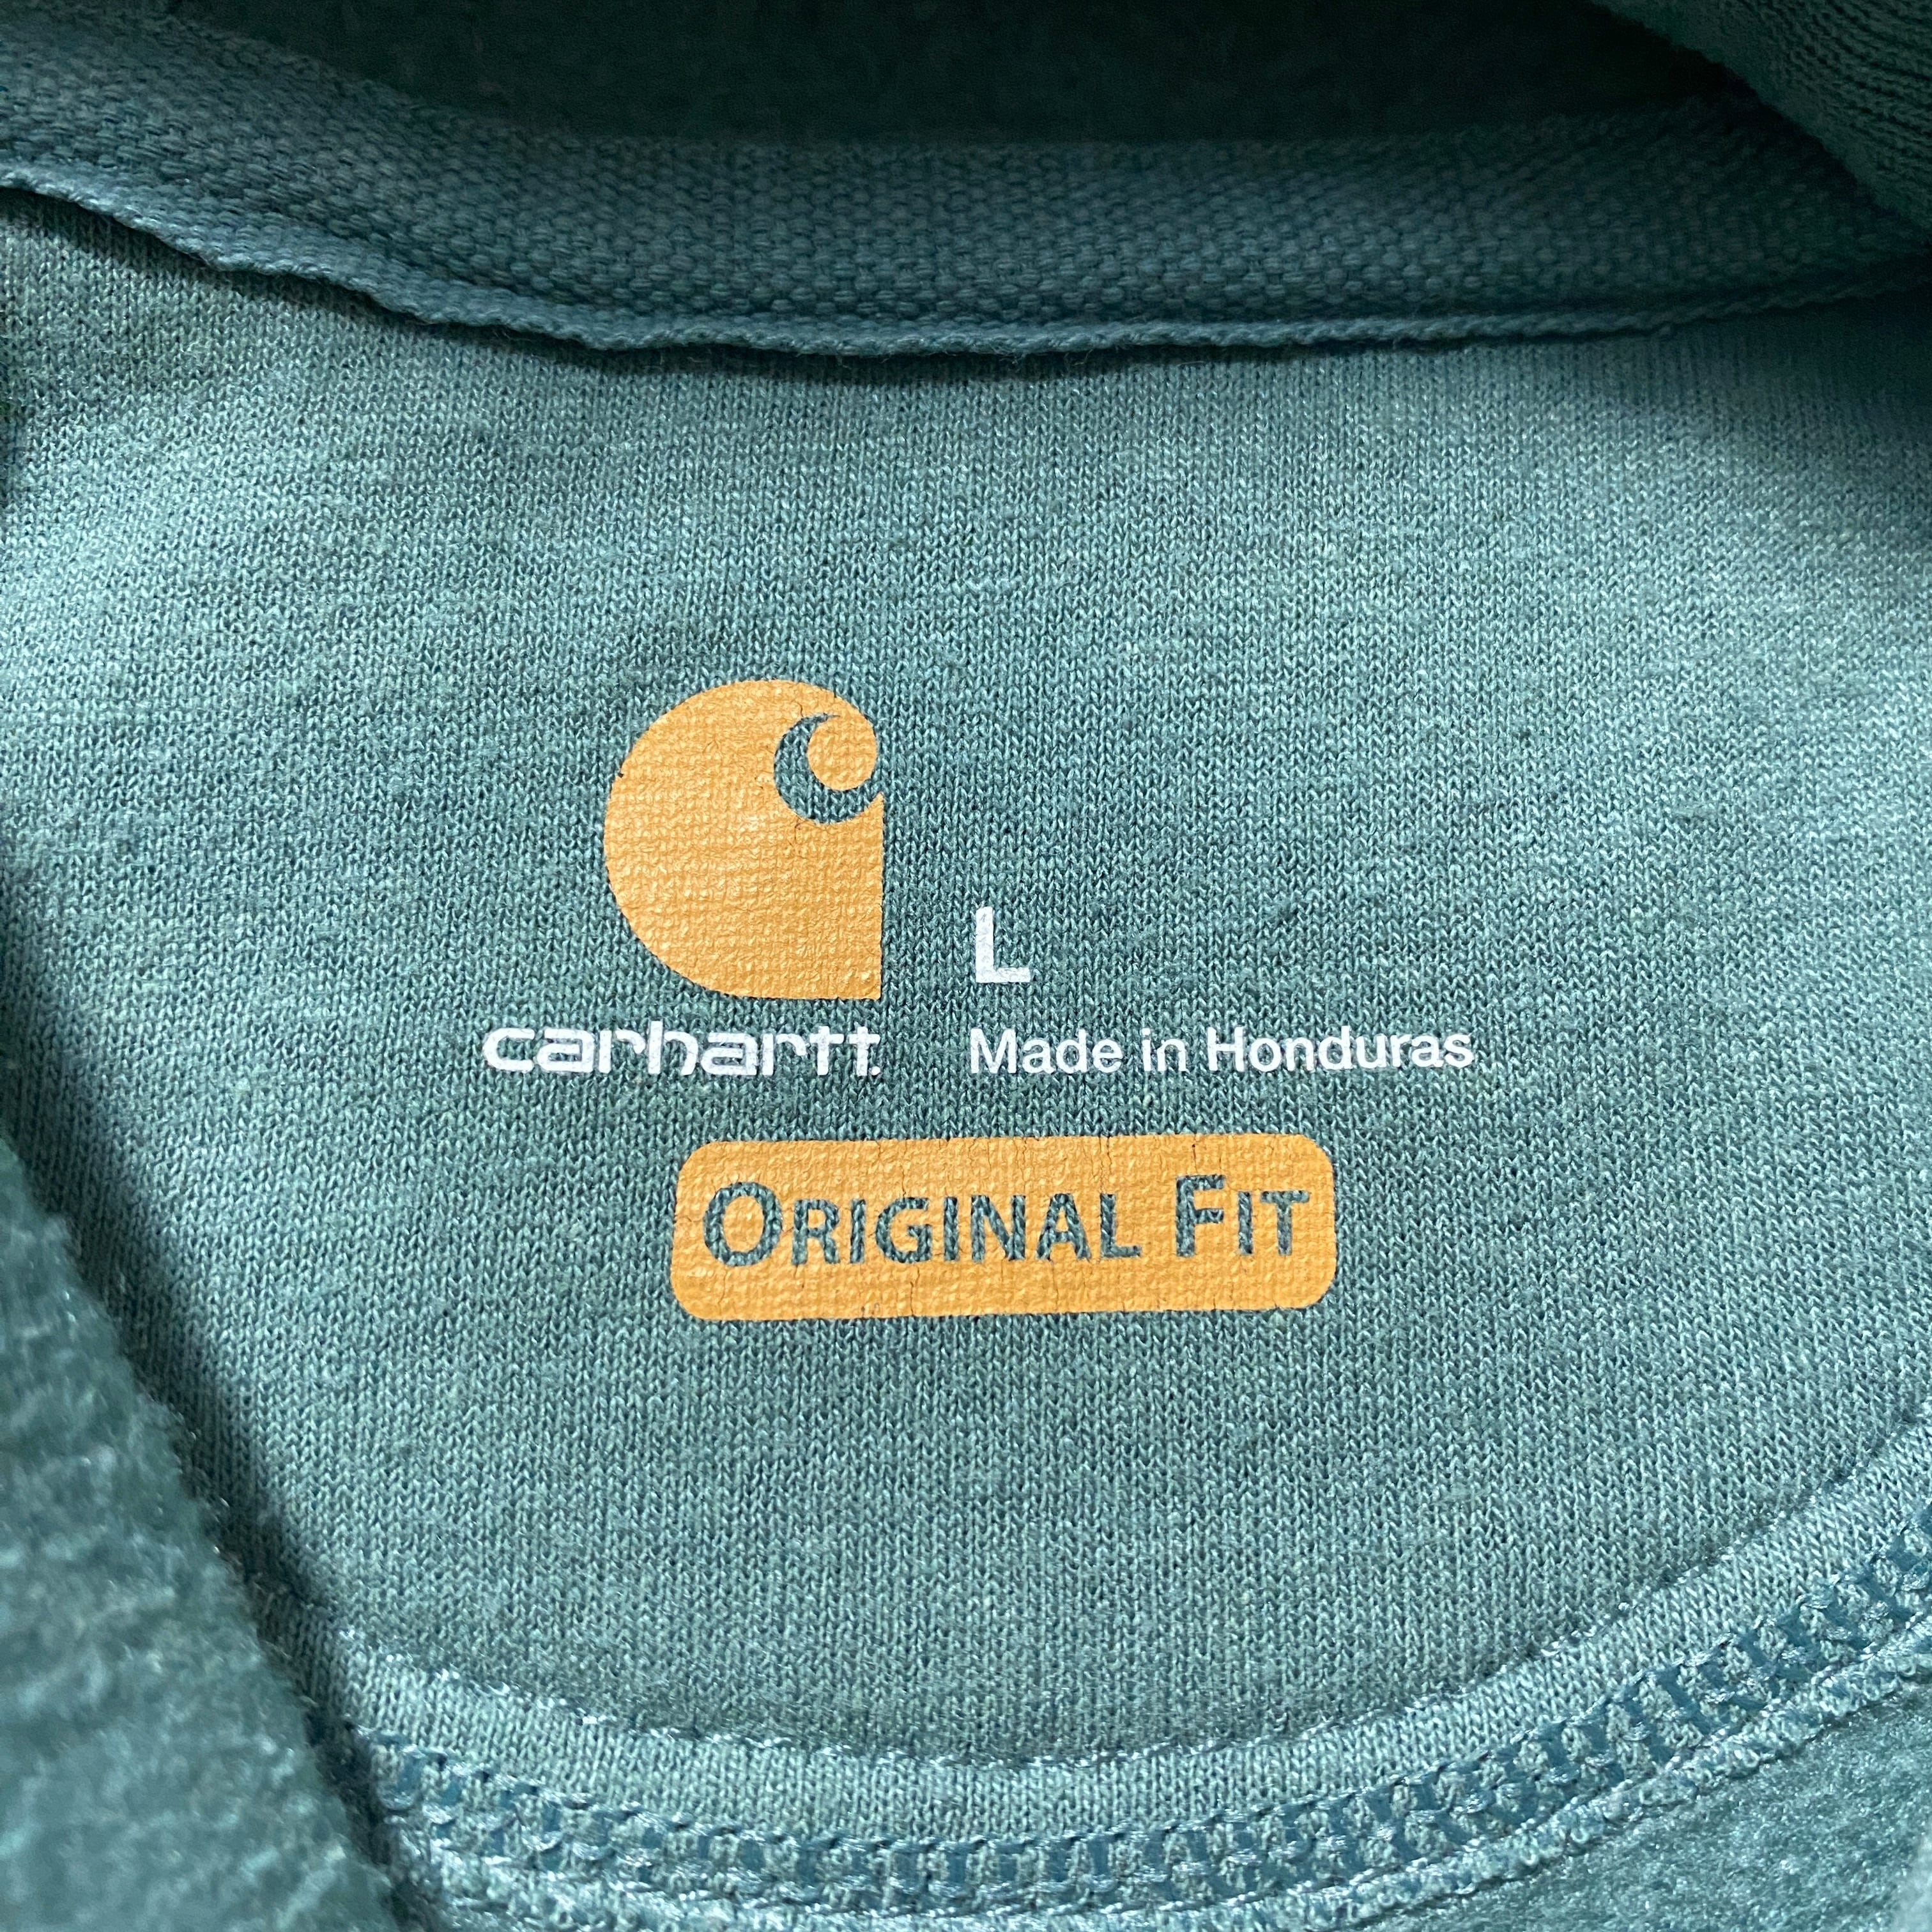 L
carhartt. Made in Honduras
ORIGINAL FIT